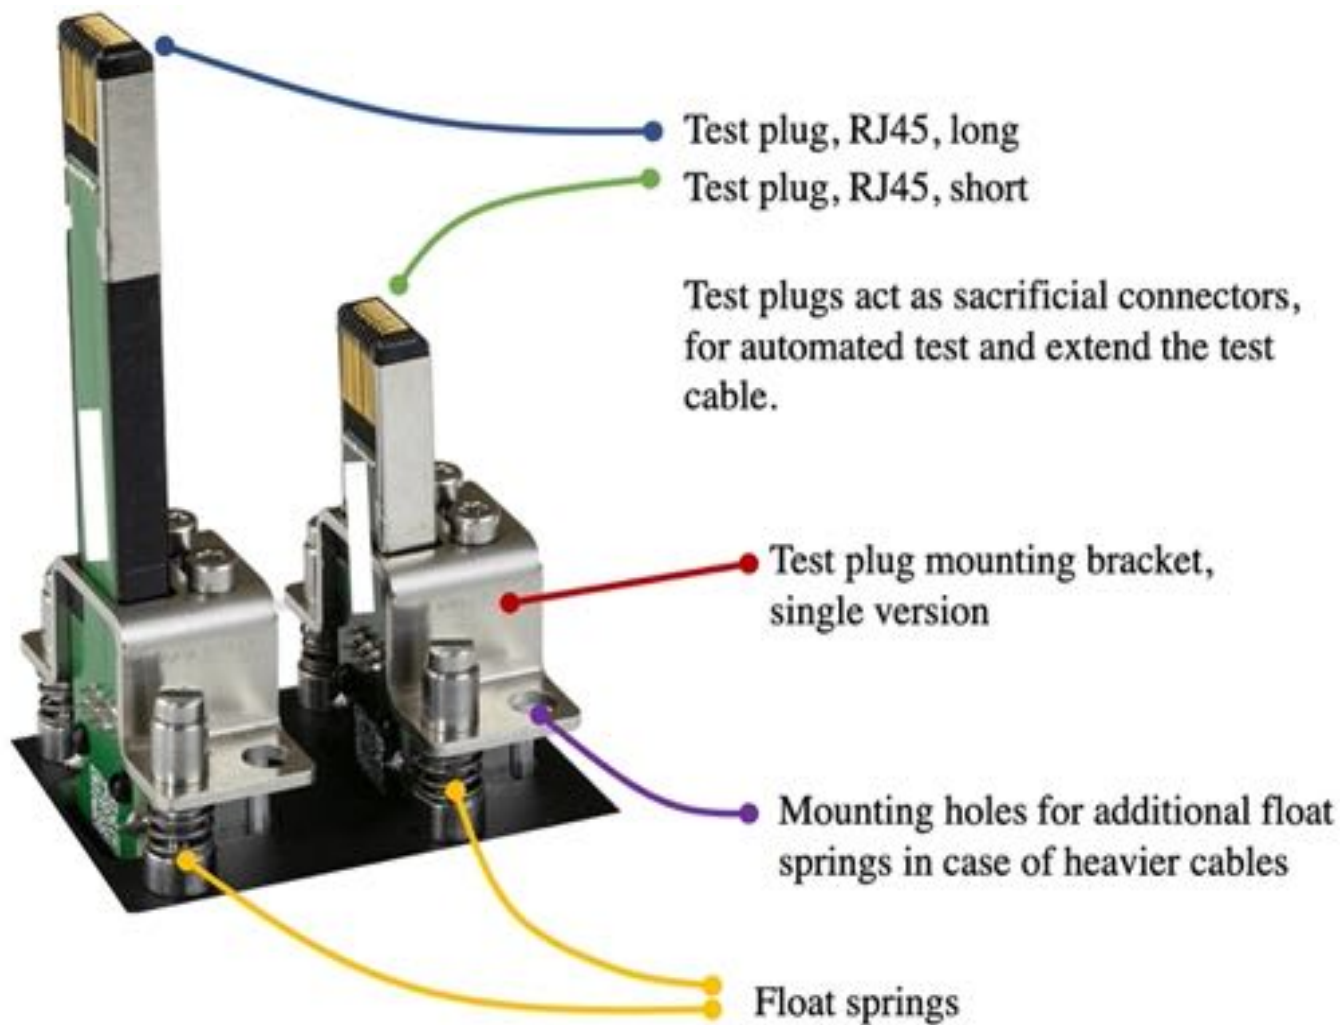 Test plug, RJ45, long
Test plug, RJ45, short
Test plugs act as sacrificial connectors,
for automated test and extend the test
cable.
Test plug mounting bracket,
single version
Mounting holes for additional float
springs in case of heavier cables
Float springs